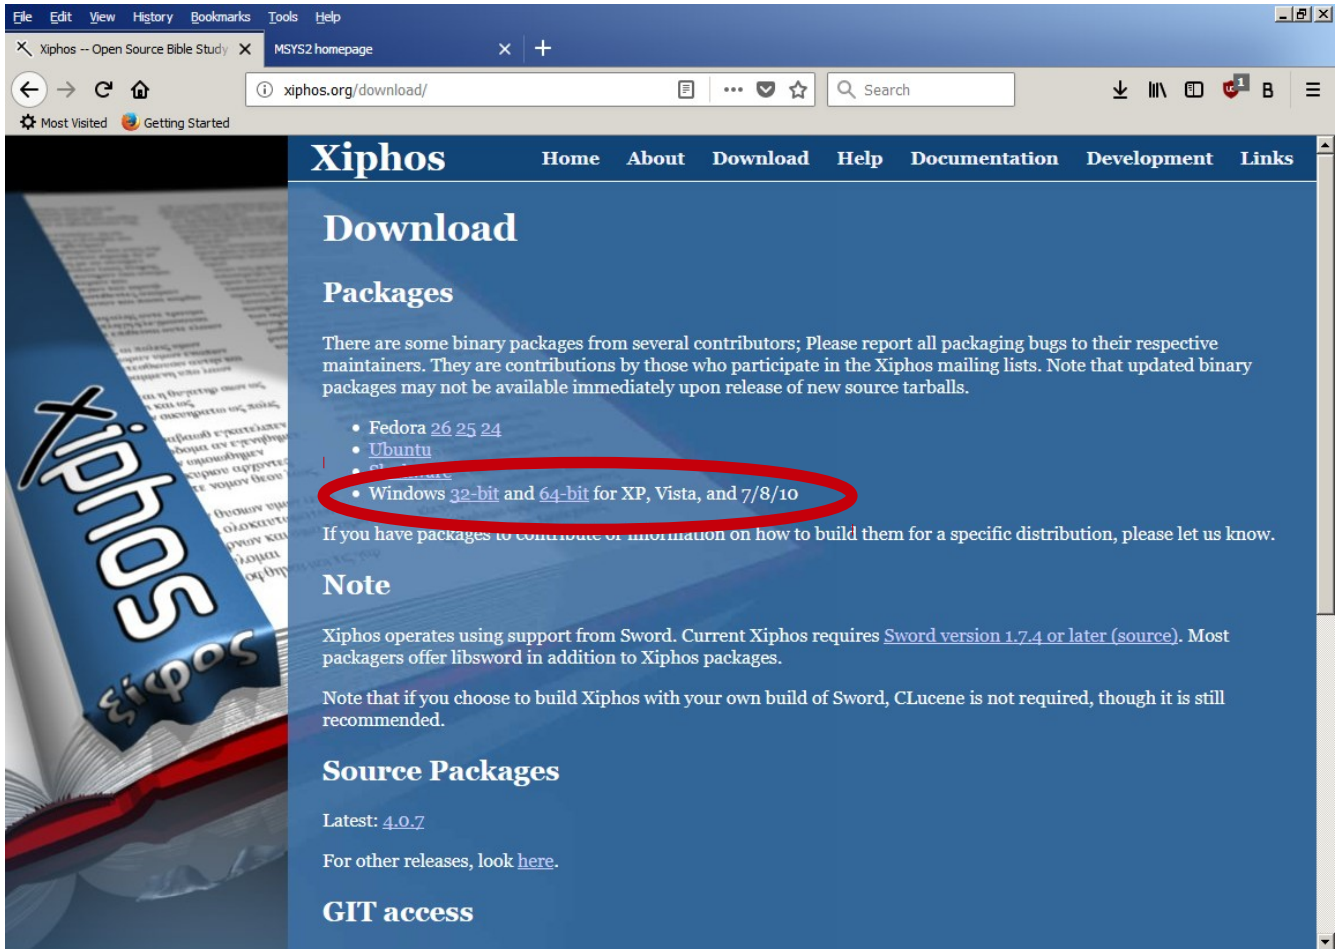 File Edit View History Bookmarks Tools Help
Xiphos -- Open Source Bible Study MSYS2 homepage
xiphos.org/download/ Search 1 B
Most Visited Getting Started
Xiphos Home About Download Help Documentation Development Links
Download
Packages
There are some binary packages from several contributors; Please report all packaging bugs to their respective
maintainers. They are contributions by those who participate in the Xiphos mailing lists. Note that updated binary
packages may not be available immediately upon release of new source tarballs.
Fedora 26 25 24
Ubuntu
Windows 32-bit and 64-bit for XP, Vista, and 7/8/10
If you have packages to contribute or information on how to build them for a specific distribution, please let us know.
Note
Xiphos operates using support from Sword. Current Xiphos requires Sword version 1.7.4 or later (source). Most
packagers offer libsword in addition to Xiphos packages.
Note that if you choose to build Xiphos with your own build of Sword, CLucene is not required, though it is still
recommended.
Source Packages
Latest: 4.0.7
For other releases, look here.
GIT access
Xiphos
ξίφος